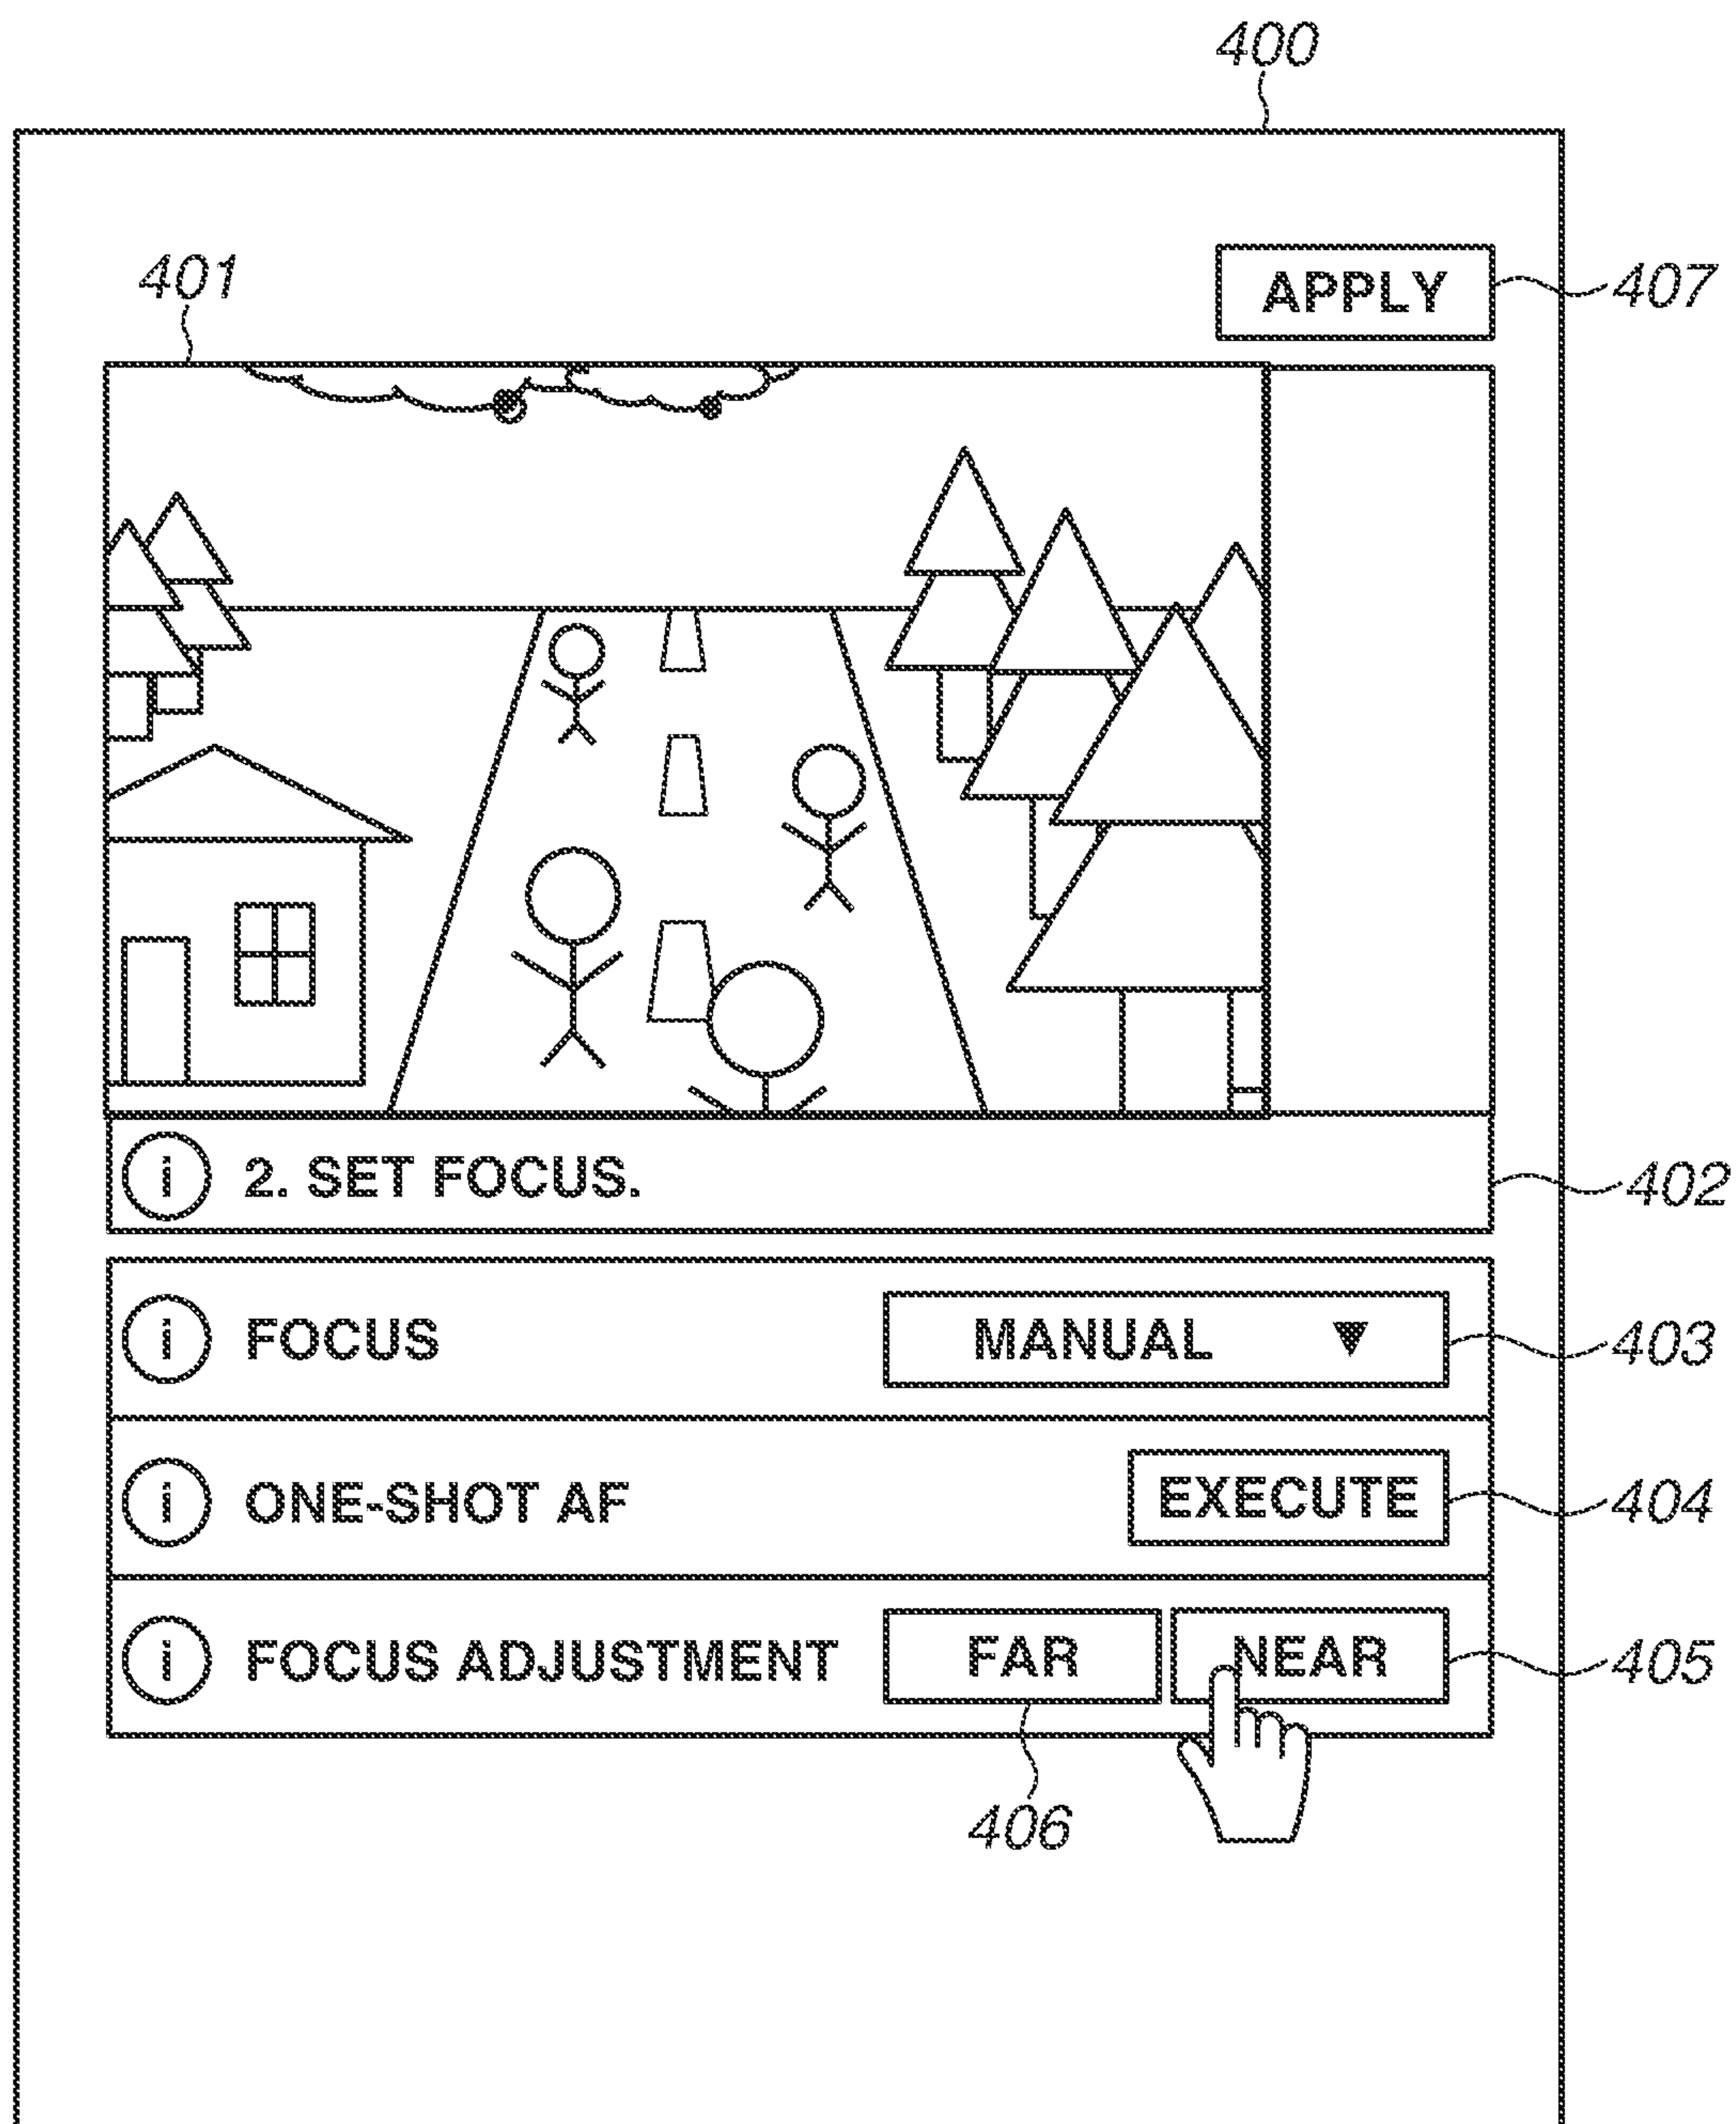 400
401
APPLY 407
i 2. SET FOCUS. 402
i FOCUS MANUAL ▼ 403
i ONE-SHOT AF EXECUTE 404
i FOCUS ADJUSTMENT FAR NEAR 405
406